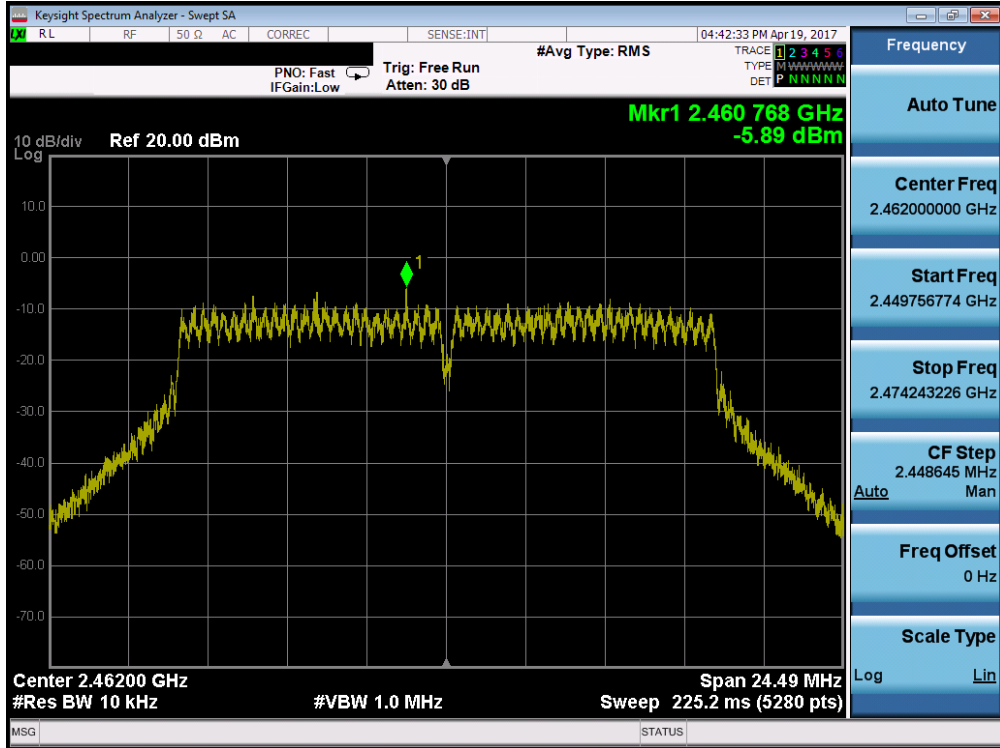 Keysight Spectrum Analyzer - Swept SA
LXI RL RF 50 Ω AC CORREC SENSE:INT 04:42:33 PM Apr 19, 2017
PNO: Fast
IFGain:Low
Trig: Free Run
Atten: 30 dB
#Avg Type: RMS
TRACE 1 2 3 4 5 6
TYPE M WWWWW
DET P N N N N N
Mkr1 2.460 768 GHz
-5.89 dBm
10 dB/div Ref 20.00 dBm
Log
10.0
0.00
-10.0
-20.0
-30.0
-40.0
-50.0
-60.0
-70.0
1
Center 2.46200 GHz Span 24.49 MHz
#Res BW 10 kHz #VBW 1.0 MHz Sweep 225.2 ms (5280 pts)
MSG STATUS
Frequency
Auto Tune
Center Freq
2.462000000 GHz
Start Freq
2.449756774 GHz
Stop Freq
2.474243226 GHz
CF Step
2.448645 MHz
Auto Man
Freq Offset
0 Hz
Scale Type
Log Lin